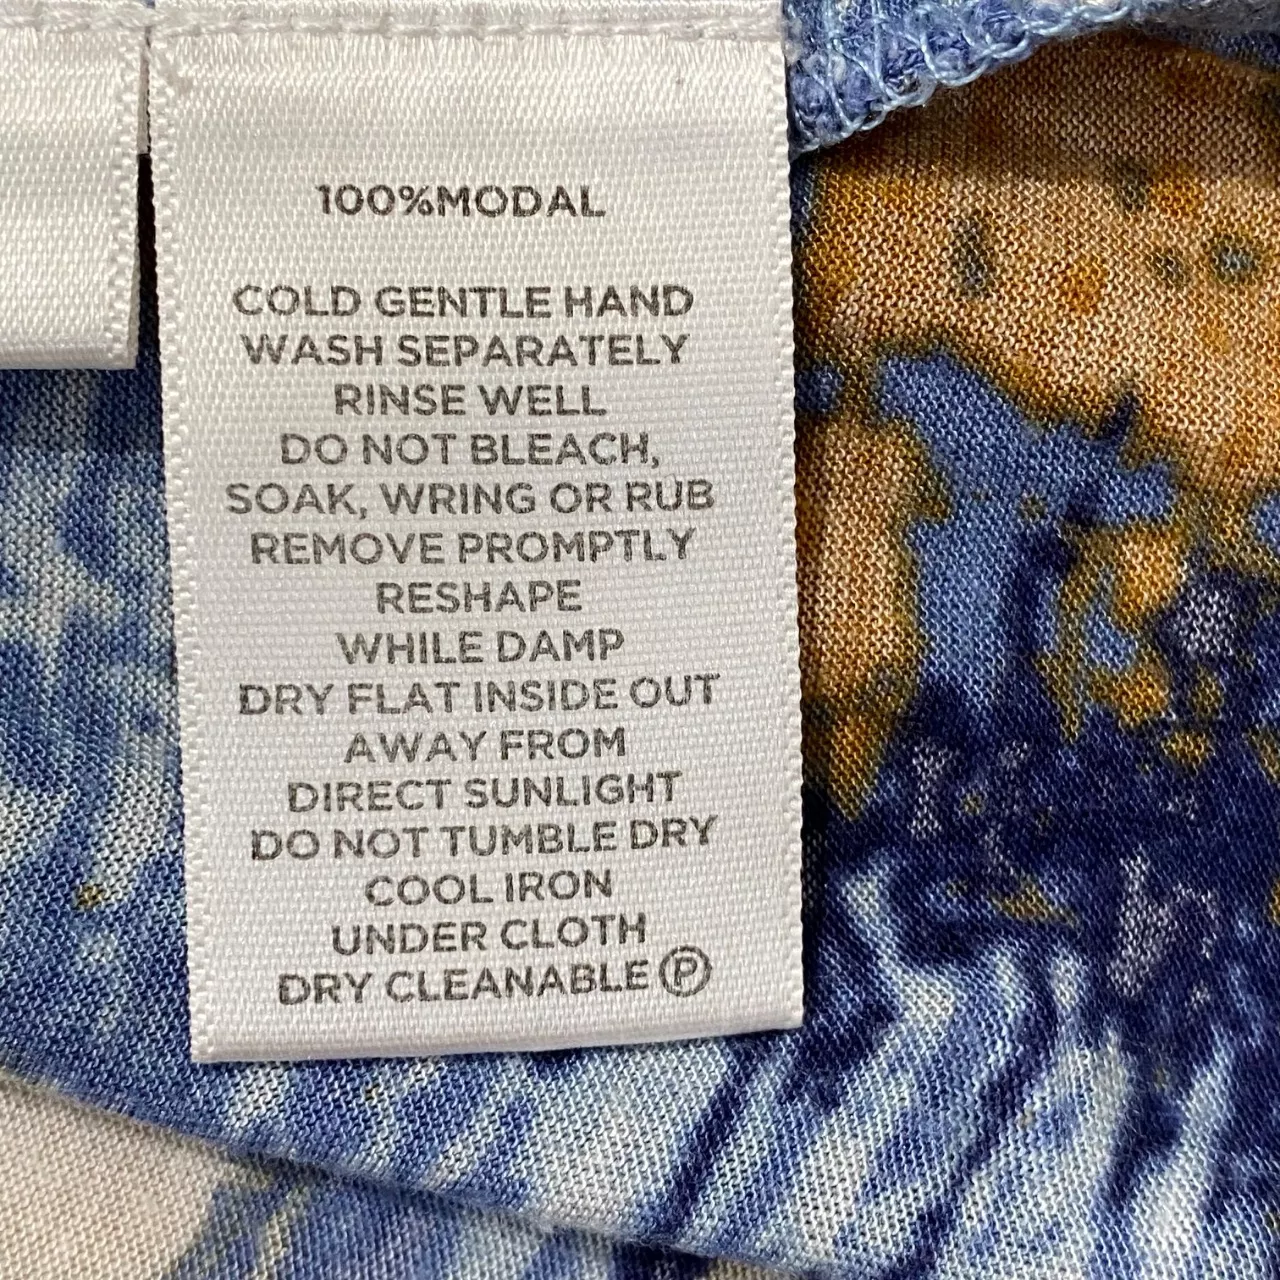 100%MODAL
COLD GENTLE HAND
WASH SEPARATELY
RINSE WELL
DO NOT BLEACH,
SOAK, WRING OR RUB
REMOVE PROMPTLY
RESHAPE
WHILE DAMP
DRY FLAT INSIDE OUT
AWAY FROM
DIRECT SUNLIGHT
DO NOT TUMBLE DRY
COOL IRON
UNDER CLOTH
DRY CLEANABLE Ⓟ